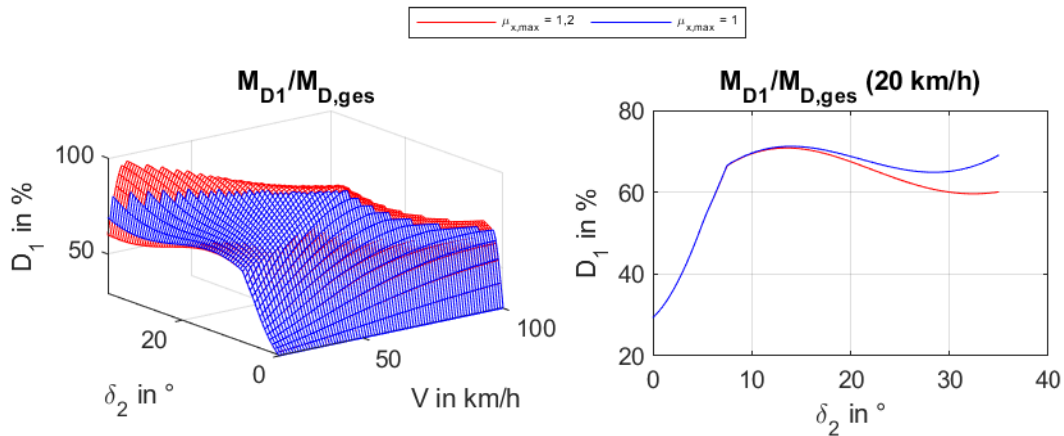 μx,max = 1,2 μx,max = 1
MD1/MD,ges
100
50
D1 in %
20
0
δ2 in °
50
100
V in km/h
MD1/MD,ges (20 km/h)
80
60
40
20
D1 in %
0 10 20 30 40
δ2 in °